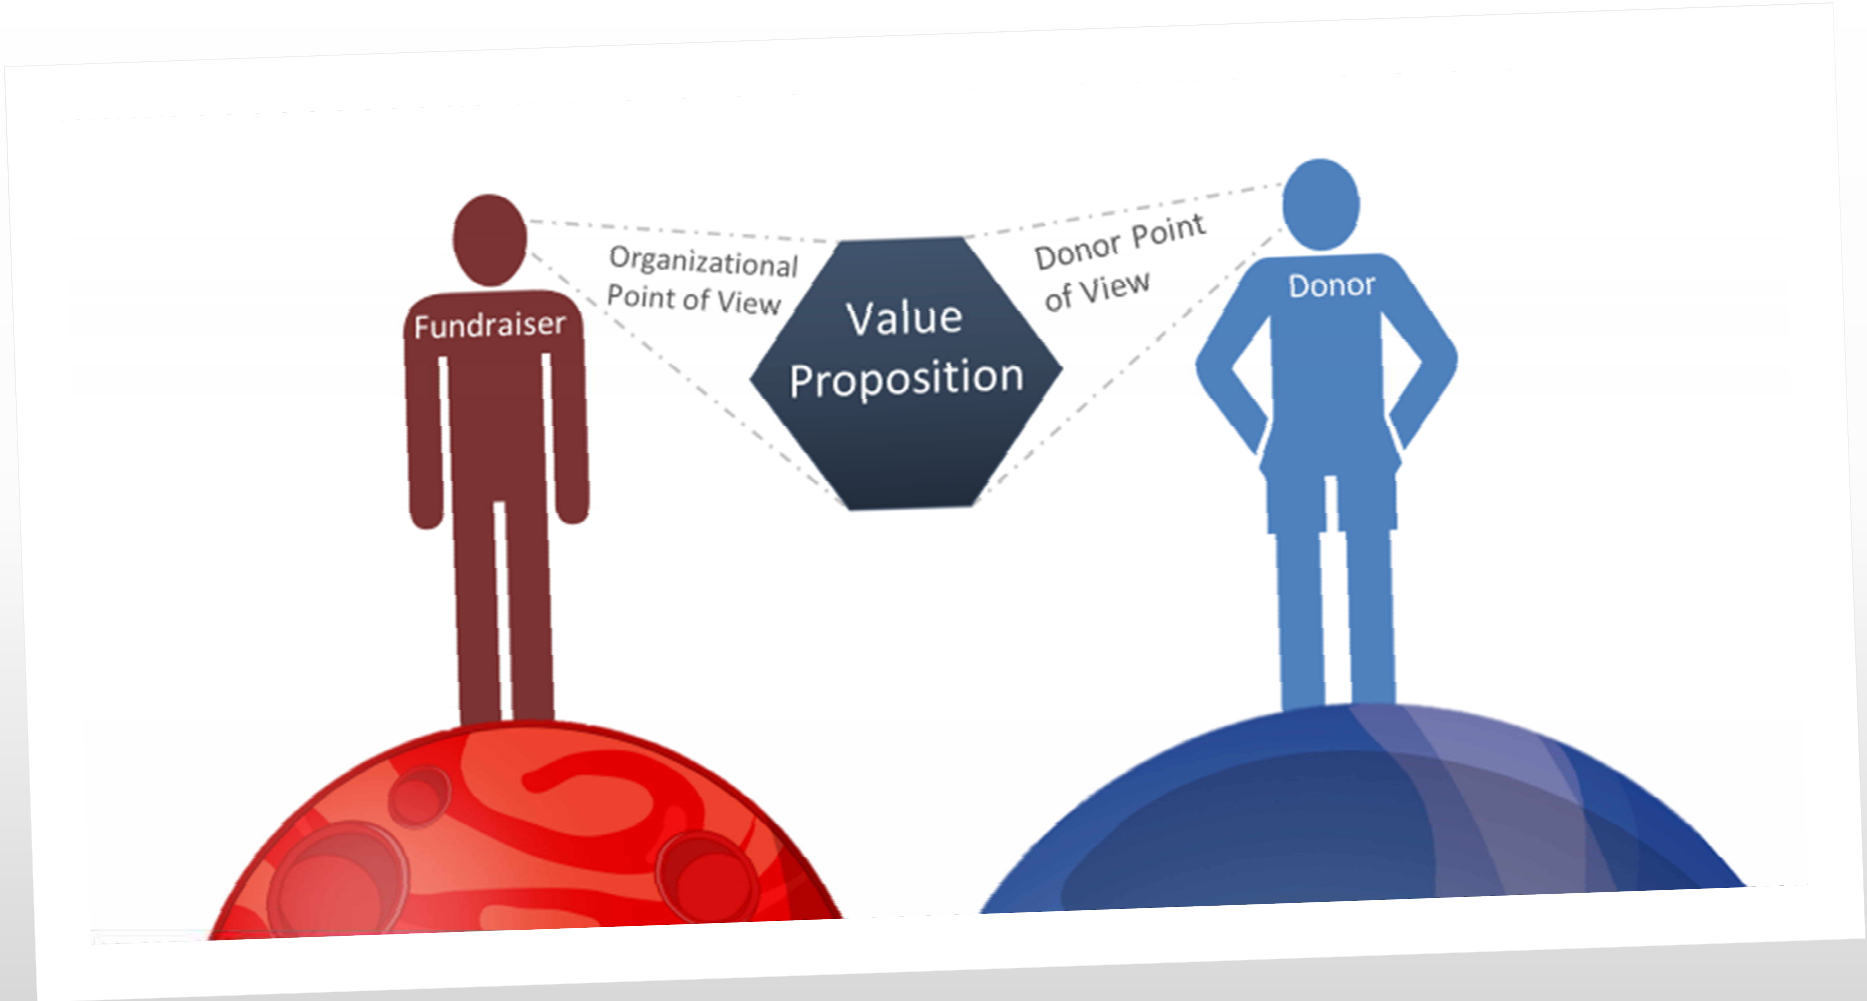 Fundraiser
Organizational
Point of View
Value
Proposition
Donor Point
of View
Donor